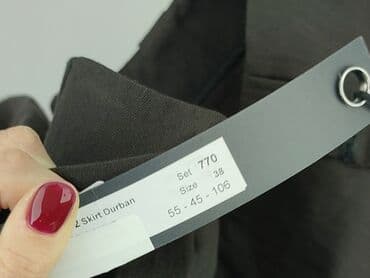 Set 770
Size 38
2 Skirt Durban
55 - 45 - 106